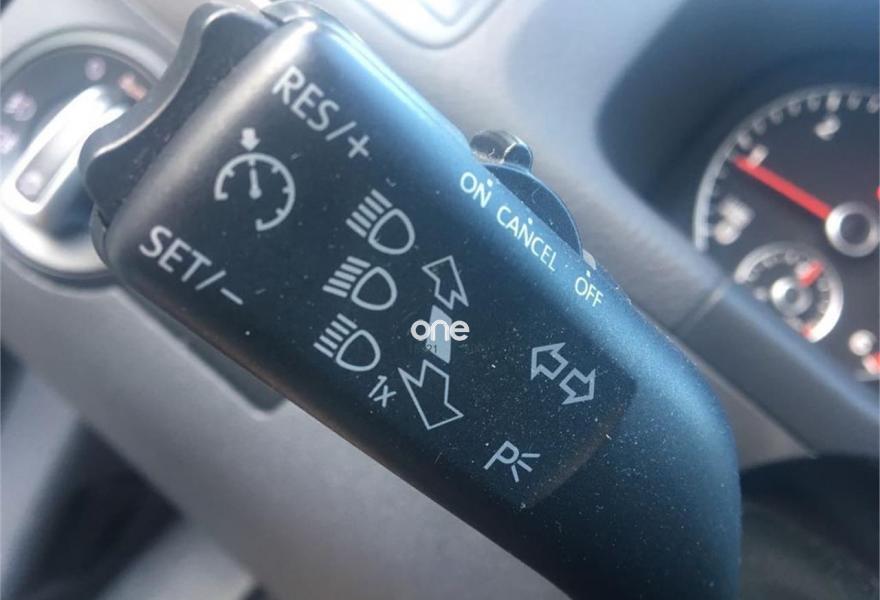 RES/+
SET/–
ON
CANCEL
OFF
1x
P
one